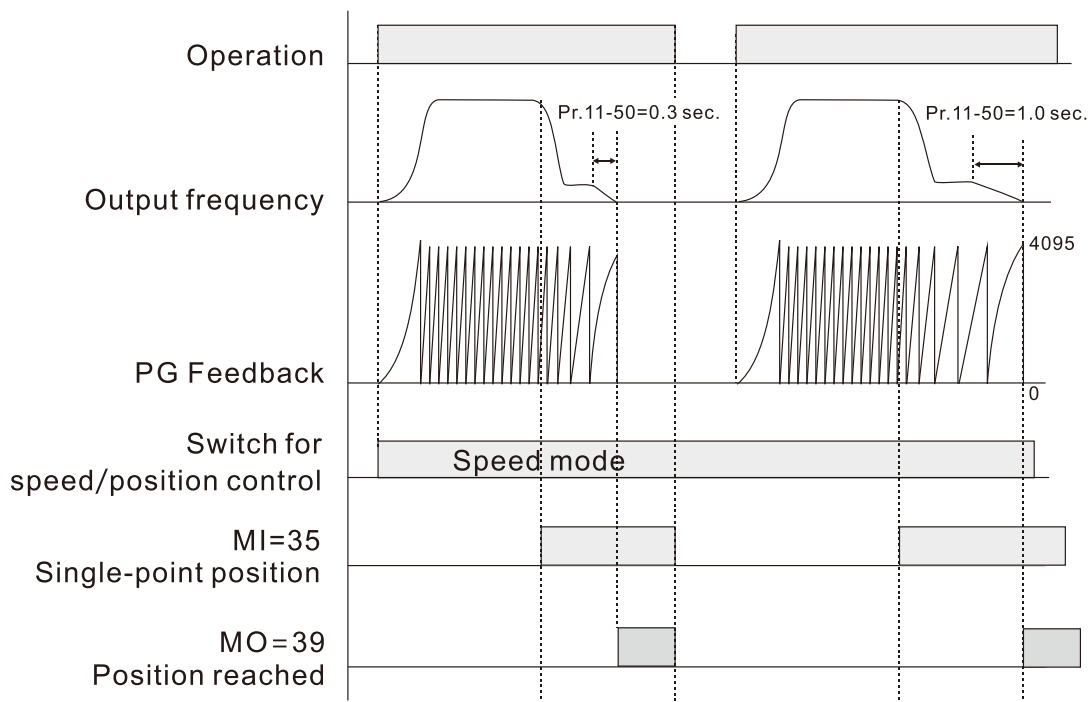 Operation
Pr.11-50=0.3 sec.
Pr.11-50=1.0 sec.
Output frequency
4095
PG Feedback
0
Switch for
speed/position control
Speed mode
MI=35
Single-point position
MO=39
Position reached